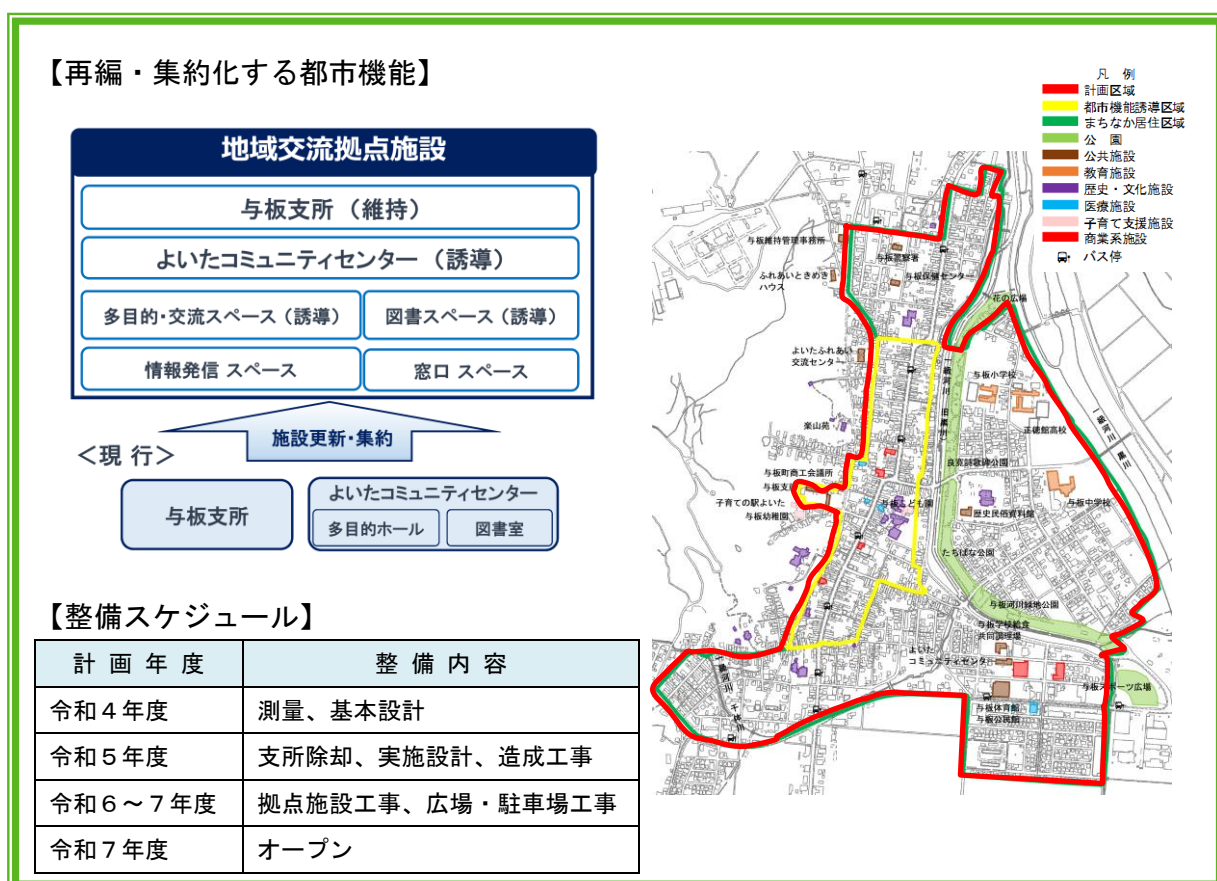 【再編・集約化する都市機能】
地域交流拠点施設
与板支所 （維持）
よいたコミュニティセンター （誘導）
多目的・交流スペース（誘導）
図書スペース（誘導）
情報発信 スペース
窓口 スペース
施設更新・集約
＜現 行＞
与板支所
よいたコミュニティセンター
多目的ホール
図書室
【整備スケジュール】
計 画 年 度
整 備 内 容
令和４年度
測量、基本設計
令和５年度
支所除却、実施設計、造成工事
令和６～７年度
拠点施設工事、広場・駐車場工事
令和７年度
オープン
凡 例
計画区域
都市機能誘導区域
まちなか居住区域
公 園
公共施設
教育施設
歴史・文化施設
医療施設
子育て支援施設
商業系施設
バス停
与板維持管理事務所
与板警察署
ふれあいときめき
ハウス
与板保健センター
花の広場
よいたふれあい
交流センター
一級河川 旧黒川
与板小学校
正徳館高校
一級河川 黒川
楽山苑
良寛詩歌碑公園
与板町商工会議所
与板支所
子育ての駅よいた
与板幼稚園
与板こども園
歴史民俗資料館
与板中学校
たちばな公園
与板河川緑地公園
与板学校給食
共同調理場
よいた
コミュニティセンター
与板スポーツ広場
与板体育館
与板公民館